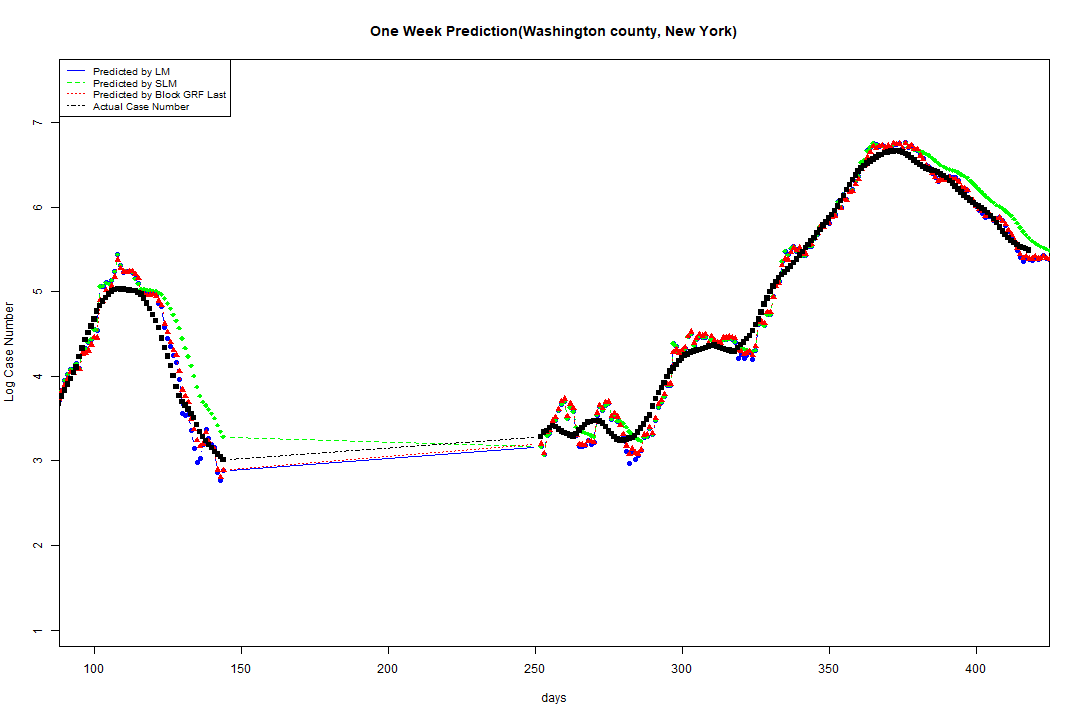 One Week Prediction(Washington county, New York)
Predicted by LM
Predicted by SLM
Predicted by Block GRF Last
Actual Case Number
Log Case Number
7
6
5
4
3
2
1
100 150 200 250 300 350 400
days